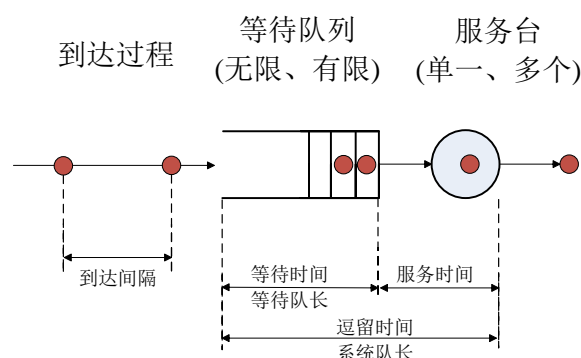 到达过程
等待队列
(无限、有限)
服务台
(单一、多个)
到达间隔
等待时间
等待队长
服务时间
逗留时间
系统队长